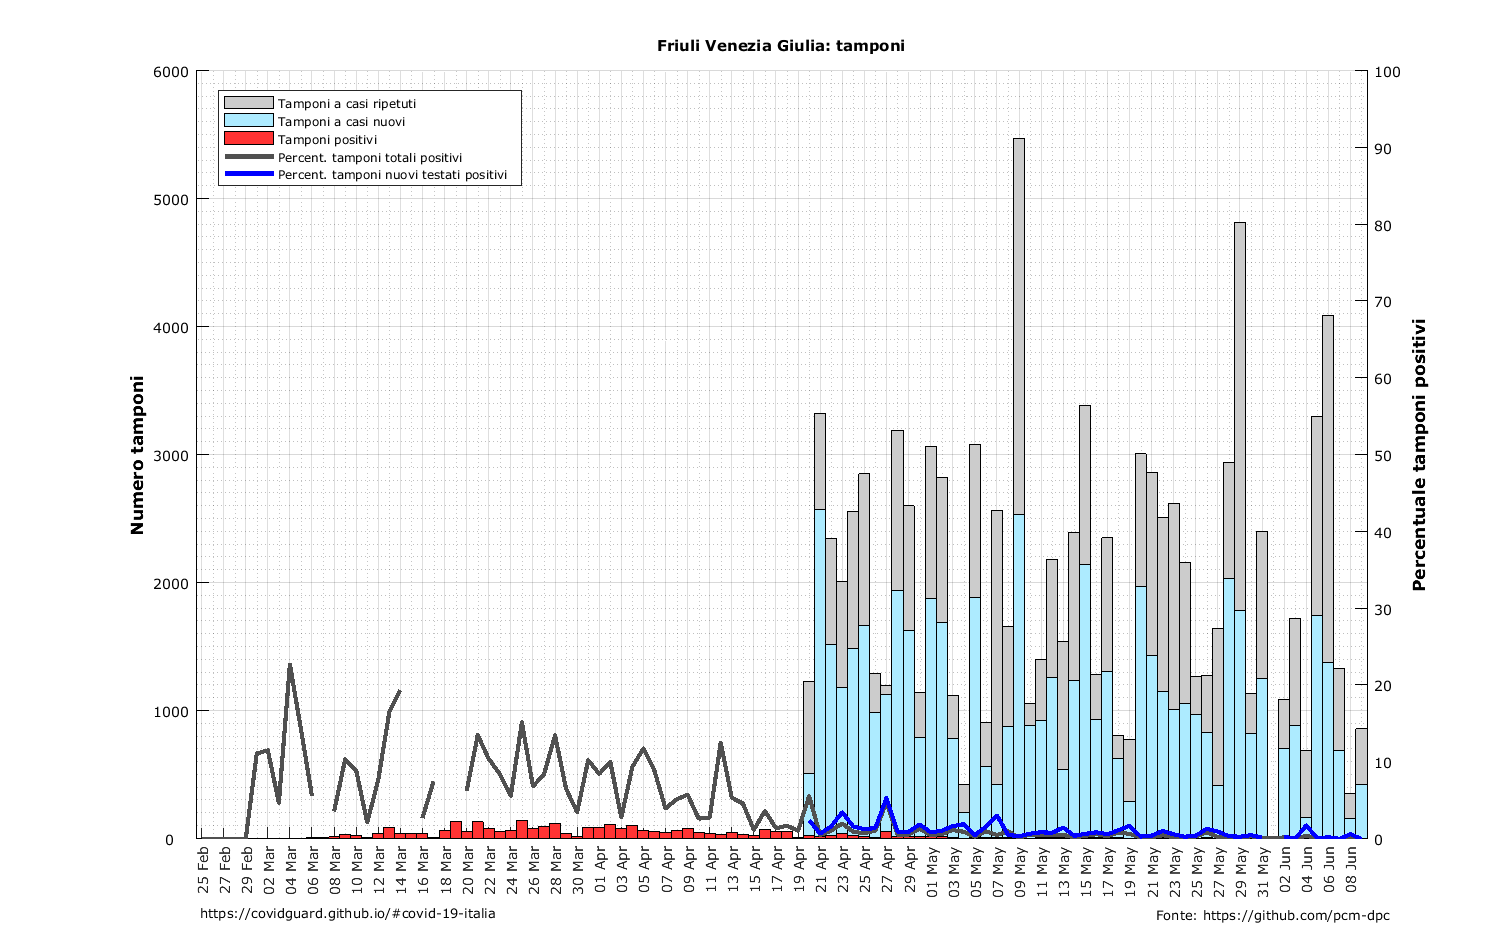 Friuli Venezia Giulia: tamponi
6000
5000
4000
3000
2000
1000
0
Numero tamponi
Tamponi a casi ripetuti
Tamponi a casi nuovi
Tamponi positivi
Percent. tamponi totali positivi
Percent. tamponi nuovi testati positivi
100
90
80
70
60
50
40
30
20
10
0
Percentuale tamponi positivi
25 Feb
27 Feb
29 Feb
02 Mar
04 Mar
06 Mar
08 Mar
10 Mar
12 Mar
14 Mar
16 Mar
18 Mar
20 Mar
22 Mar
24 Mar
26 Mar
28 Mar
30 Mar
01 Apr
03 Apr
05 Apr
07 Apr
09 Apr
11 Apr
13 Apr
15 Apr
17 Apr
19 Apr
21 Apr
23 Apr
25 Apr
27 Apr
29 Apr
01 May
03 May
05 May
07 May
09 May
11 May
13 May
15 May
17 May
19 May
21 May
23 May
25 May
27 May
29 May
31 May
02 Jun
04 Jun
06 Jun
08 Jun
https://covidguard.github.io/#covid-19-italia
Fonte: https://github.com/pcm-dpc